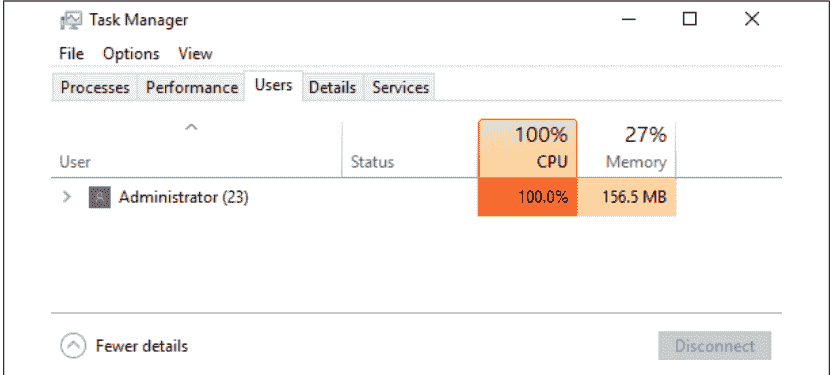 Task Manager
File Options View
Processes Performance Users Details Services
100% 27%
User Status CPU Memory
Administrator (23) 100.0% 156.5 MB
Fewer details Disconnect